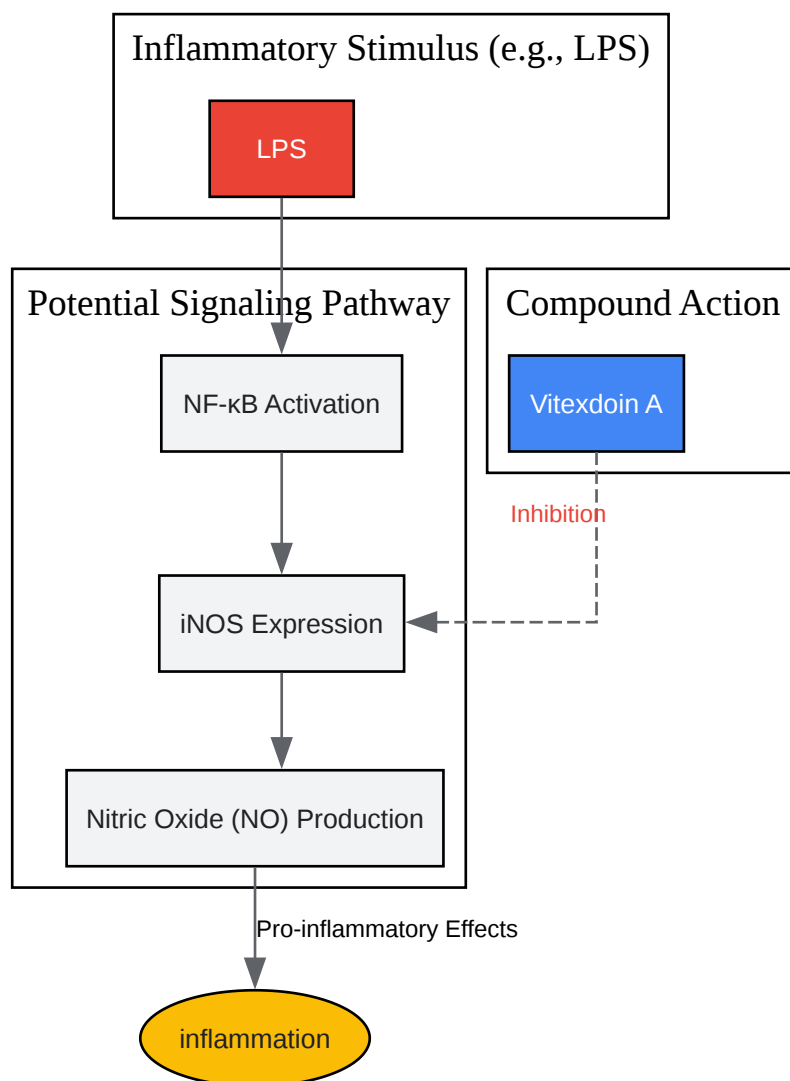 Inflammatory Stimulus (e.g., LPS)
LPS
Potential Signaling Pathway
Compound Action
NF-κB Activation
Vitexdoin A
Inhibition
iNOS Expression
Nitric Oxide (NO) Production
Pro-inflammatory Effects
inflammation